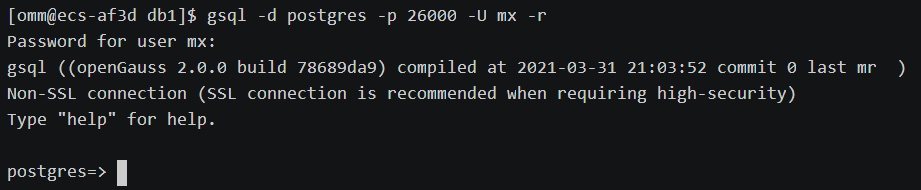 [omm@ecs-af3d db1]$ gsql -d postgres -p 26000 -U mx -r
Password for user mx:
gsql ((openGauss 2.0.0 build 78689da9) compiled at 2021-03-31 21:03:52 commit 0 last mr  )
Non-SSL connection (SSL connection is recommended when requiring high-security)
Type "help" for help.
postgres=>